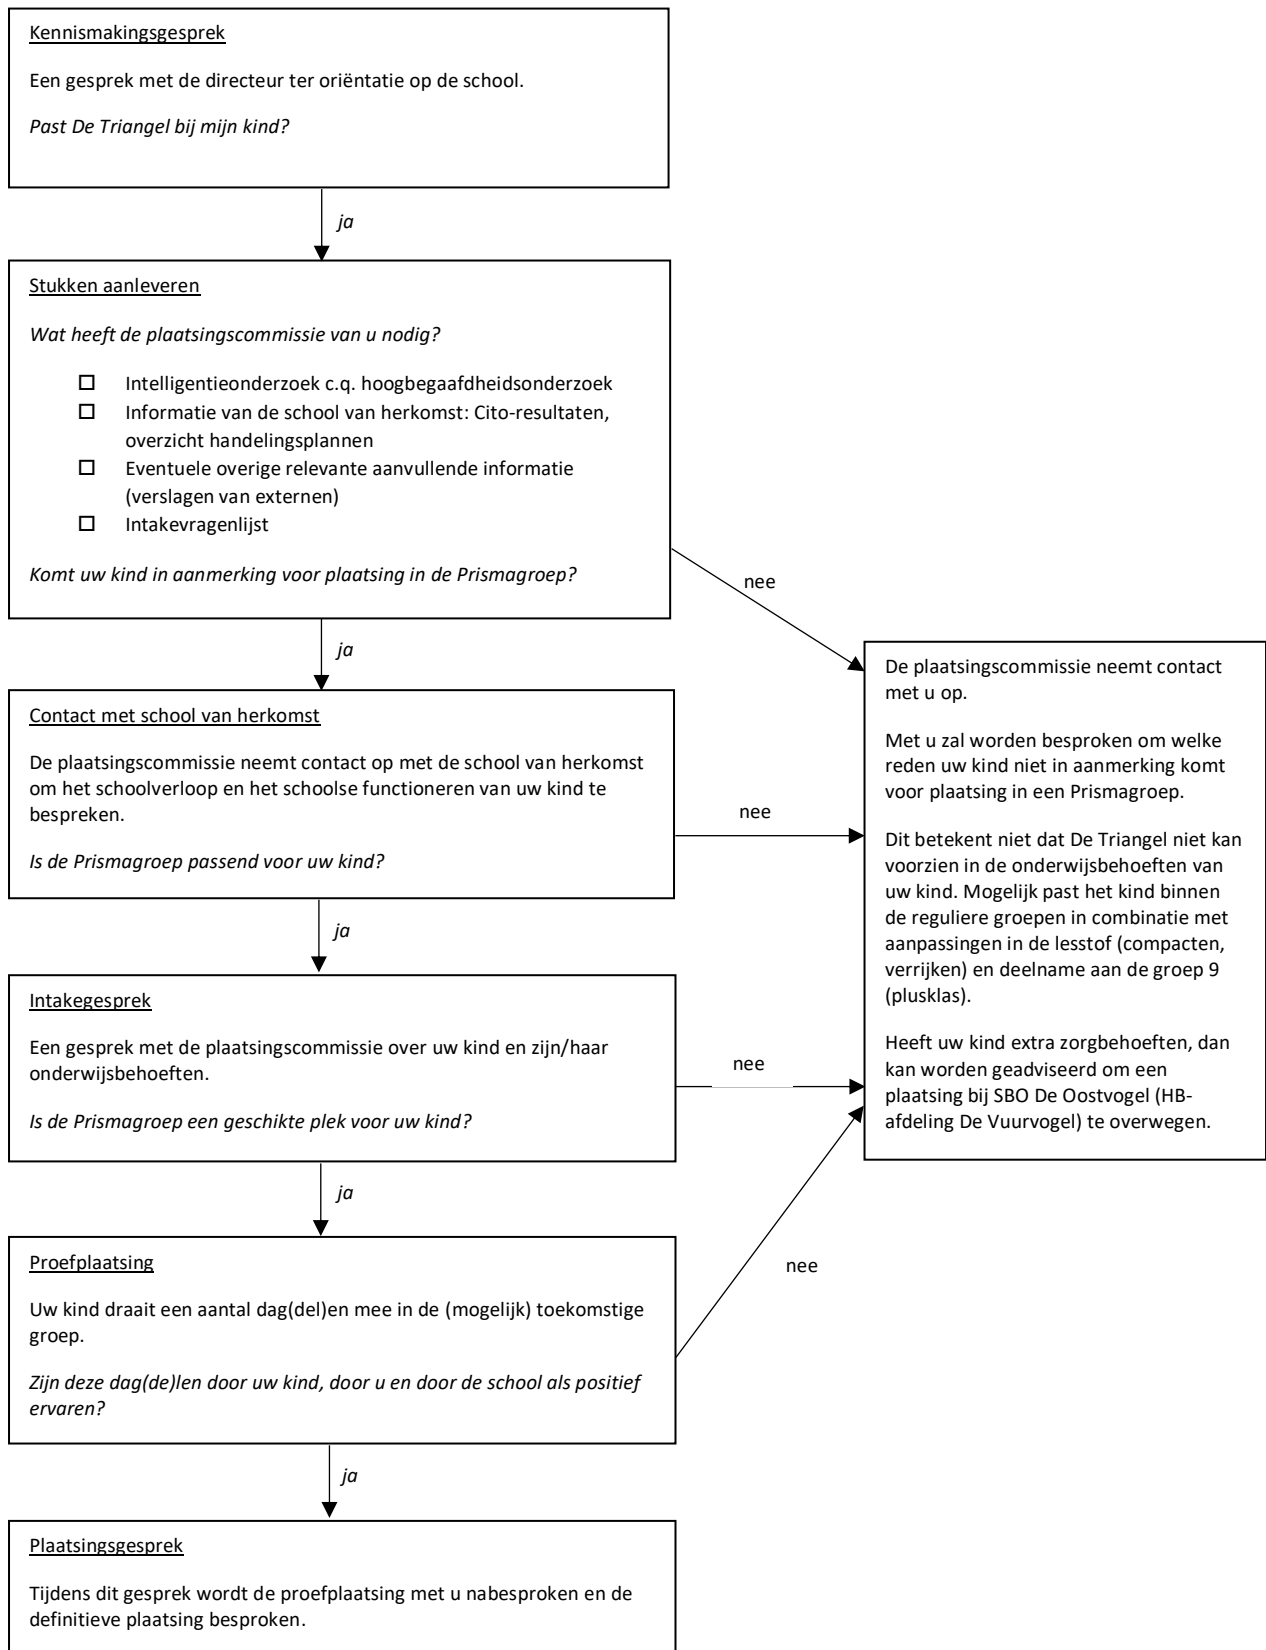 Kennismakingsgesprek
Een gesprek met de directeur ter oriëntatie op de school.
Past De Triangel bij mijn kind?
ja
Stukken aanleveren
Wat heeft de plaatsingscommissie van u nodig?
☐ Intelligentieonderzoek c.q. hoogbegaafdheidsonderzoek
☐ Informatie van de school van herkomst: Cito-resultaten,
overzicht handelingsplannen
☐ Eventuele overige relevante aanvullende informatie
(verslagen van externen)
☐ Intakevragenlijst
Komt uw kind in aanmerking voor plaatsing in de Prismagroep?
nee
ja
Contact met school van herkomst
De plaatsingscommissie neemt contact op met de school van herkomst
om het schoolverloop en het schoolse functioneren van uw kind te
bespreken.
Is de Prismagroep passend voor uw kind?
nee
ja
Intakegesprek
Een gesprek met de plaatsingscommissie over uw kind en zijn/haar
onderwijsbehoeften.
Is de Prismagroep een geschikte plek voor uw kind?
nee
ja
Proefplaatsing
Uw kind draait een aantal dag(del)en mee in de (mogelijk) toekomstige
groep.
Zijn deze dag(de)len door uw kind, door u en door de school als positief
ervaren?
nee
ja
Plaatsingsgesprek
Tijdens dit gesprek wordt de proefplaatsing met u nabesproken en de
definitieve plaatsing besproken.
De plaatsingscommissie neemt contact
met u op.
Met u zal worden besproken om welke
reden uw kind niet in aanmerking komt
voor plaatsing in een Prismagroep.
Dit betekent niet dat De Triangel niet kan
voorzien in de onderwijsbehoeften van
uw kind. Mogelijk past het kind binnen
de reguliere groepen in combinatie met
aanpassingen in de lesstof (compacten,
verrijken) en deelname aan de groep 9
(plusklas).
Heeft uw kind extra zorgbehoeften, dan
kan worden geadviseerd om een
plaatsing bij SBO De Oostvogel (HB-
afdeling De Vuurvogel) te overwegen.